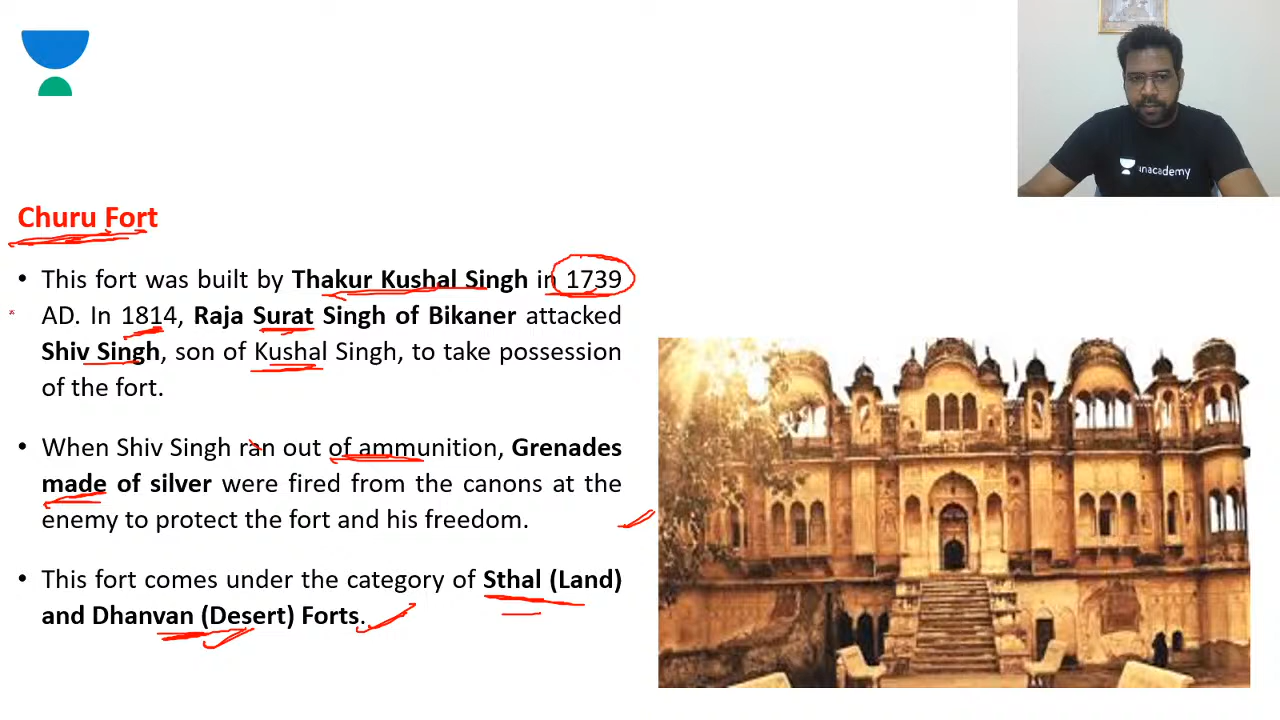 unacademy
Churu Fort
• This fort was built by Thakur Kushal Singh in 1739
AD. In 1814, Raja Surat Singh of Bikaner attacked
Shiv Singh, son of Kushal Singh, to take possession
of the fort.
• When Shiv Singh ran out of ammunition, Grenades
made of silver were fired from the canons at the
enemy to protect the fort and his freedom.
• This fort comes under the category of Sthal (Land)
and Dhanvan (Desert) Forts.